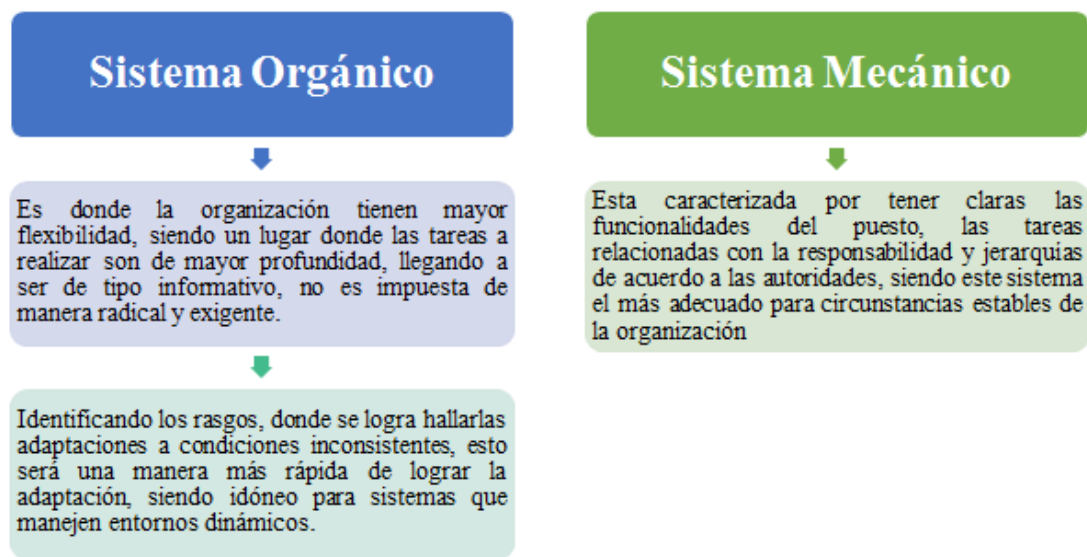 Sistema Orgánico
Es donde la organización tienen mayor
flexibilidad, siendo un lugar donde las tareas a
realizar son de mayor profundidad, llegando a
ser de tipo informativo, no es impuesta de
manera radical y exigente.
Identificando los rasgos, donde se logra hallarlas
adaptaciones a condiciones inconsistentes, esto
será una manera más rápida de lograr la
adaptación, siendo idóneo para sistemas que
manejen entornos dinámicos.
Sistema Mecánico
Esta caracterizada por tener claras las
funcionalidades del puesto, las tareas
relacionadas con la responsabilidad y jerarquias
de acuerdo a las autoridades, siendo este sistema
el más adecuado para circunstancias estables de
la organización